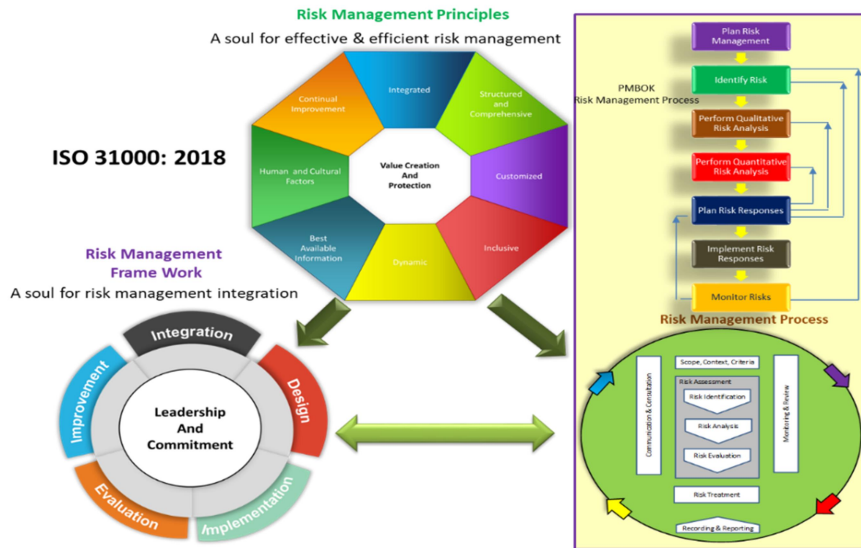 Risk Management Principles
A soul for effective & efficient risk management
ISO 31000: 2018
Integrated
Structured
and
Comprehensive
Customized
Inclusive
Dynamic
Best
Available
Information
Human and Cultural
Factors
Continual
Improvement
Value Creation
And
Protection
Risk Management
Frame Work
A soul for risk management integration
Integration
Design
Implementation
Evaluation
Improvement
Leadership
And
Commitment
PMBOK
Risk Management Process
Plan Risk
Management
Identify Risk
Perform Qualitative
Risk Analysis
Perform Quantitative
Risk Analysis
Plan Risk Responses
Implement Risk
Responses
Monitor Risks
Risk Management Process
Communication & Consultation
Scope, Context, Criteria
Risk Assessment
Risk Identification
Risk Analysis
Risk Evaluation
Risk Treatment
Recording & Reporting
Monitoring & Review